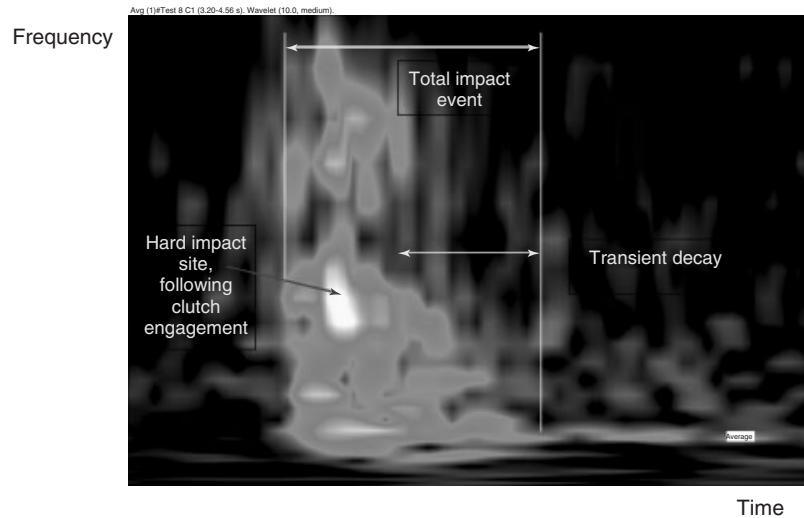 Avg (1)#Test 8 C1 (3.20-4.56 s). Wavelet (10.0, medium).
Frequency
Total impact
event
Hard impact
site,
following
clutch
engagement
Transient decay
Average
Time